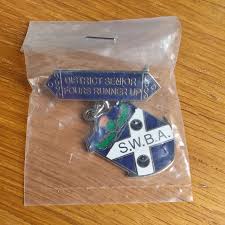 DISTRICT SENIOR
FOURS RUNNER UP
S.W.B.A.